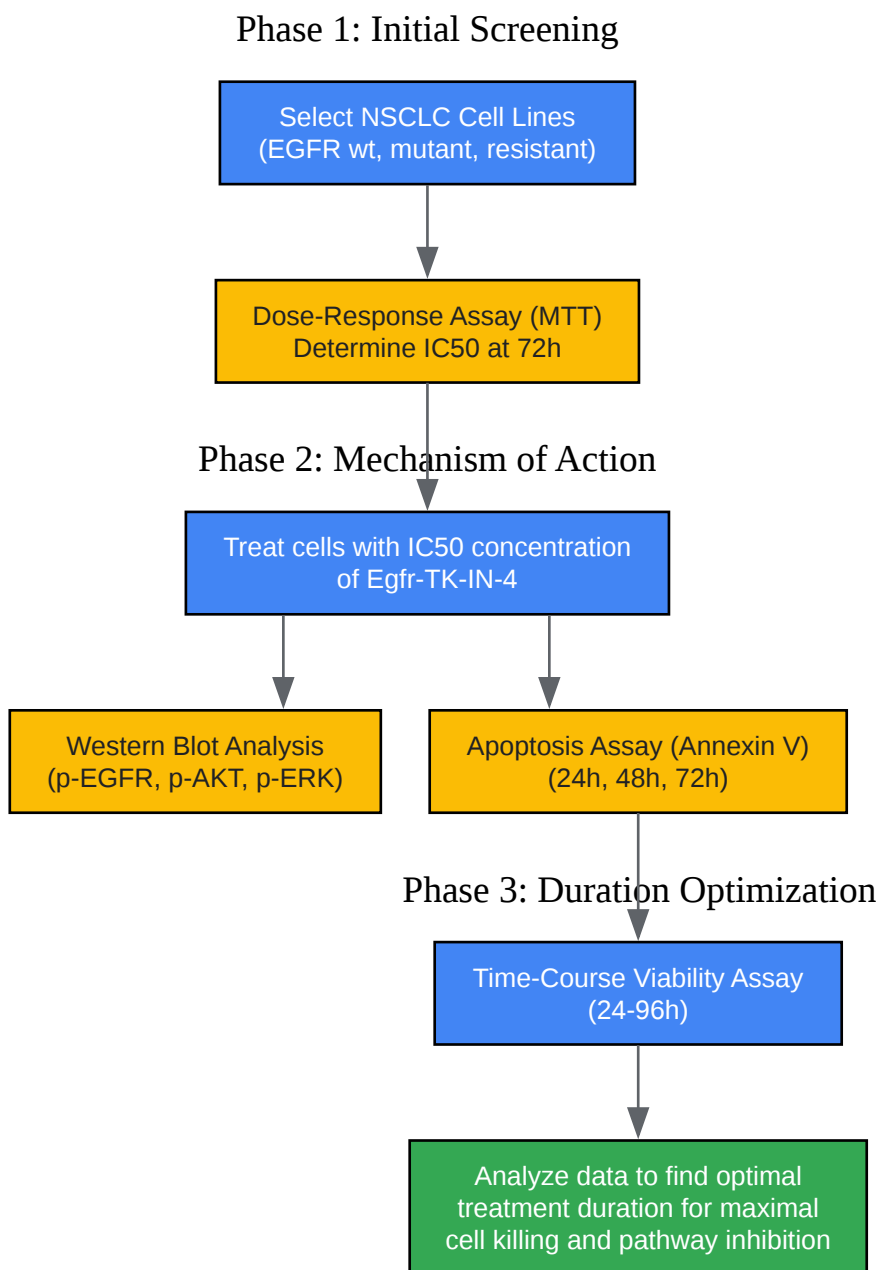 Phase 1: Initial Screening
Select NSCLC Cell Lines
(EGFR wt, mutant, resistant)
Dose-Response Assay (MTT)
Determine IC50 at 72h
Phase 2: Mechanism of Action
Treat cells with IC50 concentration
of Egfr-TK-IN-4
Western Blot Analysis
(p-EGFR, p-AKT, p-ERK)
Apoptosis Assay (Annexin V)
(24h, 48h, 72h)
Phase 3: Duration Optimization
Time-Course Viability Assay
(24-96h)
Analyze data to find optimal
treatment duration for maximal
cell killing and pathway inhibition